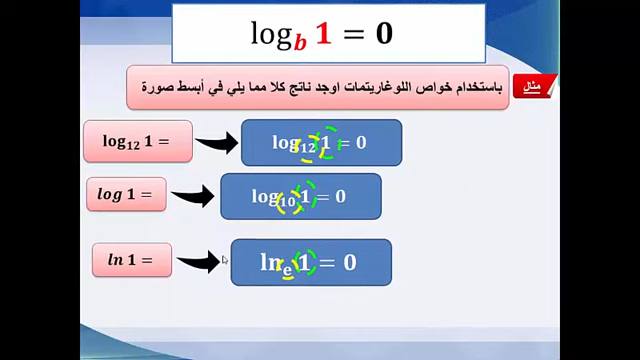 log_b 1 = 0
مثال
باستخدام خواص اللوغاريتمات اوجد ناتج كلا مما يلي في أبسط صورة
log₁₂ 1 =
log₁₂ 1 = 0
log 1 =
log₁₀ 1 = 0
ln 1 =
lnₑ 1 = 0